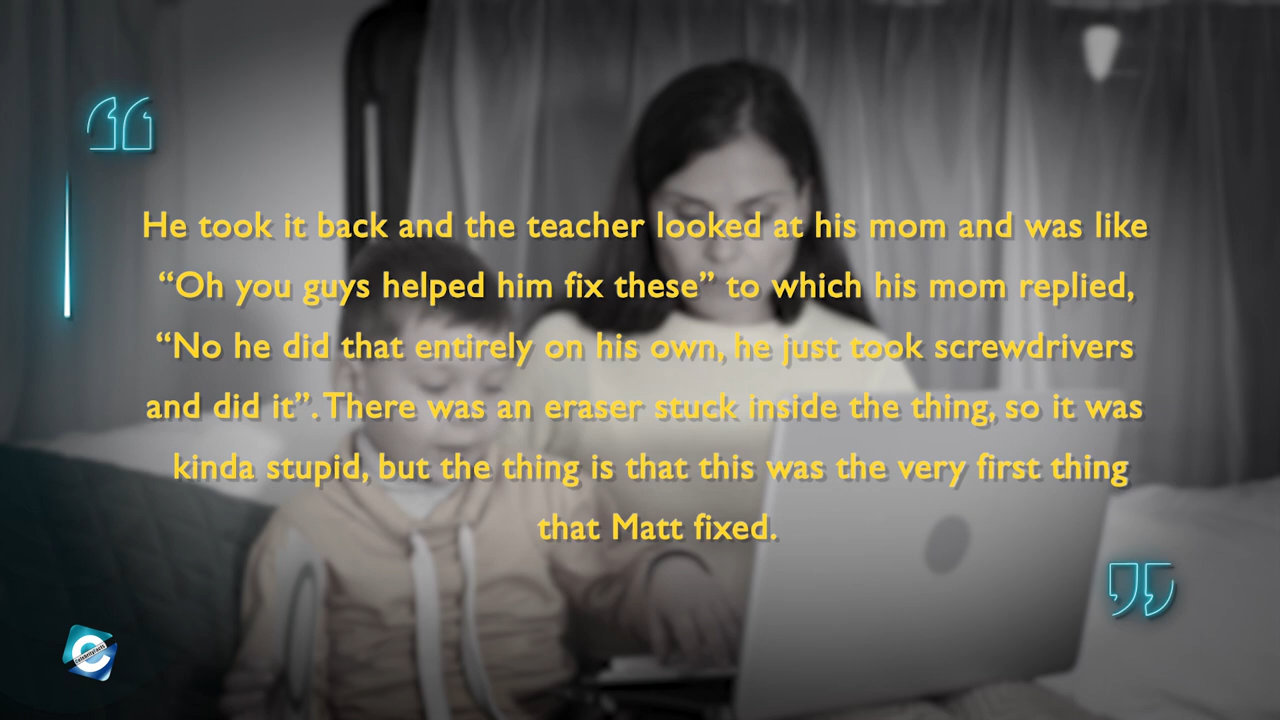 He took it back and the teacher looked at his mom and was like
“Oh you guys helped him fix these” to which his mom replied,
“No he did that entirely on his own, he just took screwdrivers
and did it”. There was an eraser stuck inside the thing, so it was
kinda stupid, but the thing is that this was the very first thing
that Matt fixed.